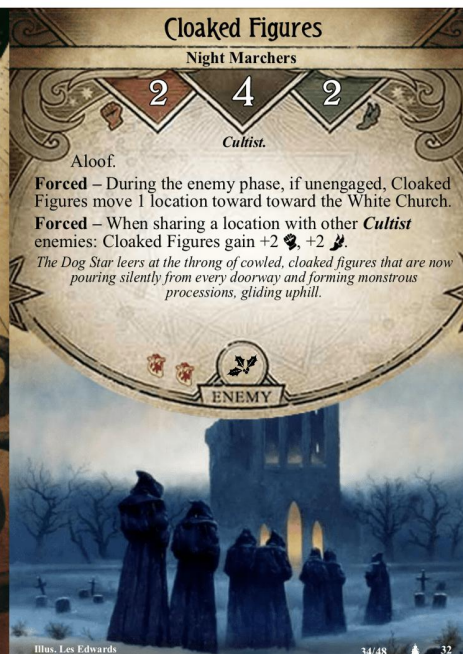 Cloaked Figures
Night Marchers
2 4 2
Cultist.
Aloof.
Forced – During the enemy phase, if unengaged, Cloaked
Figures move 1 location toward toward the White Church.
Forced – When sharing a location with other Cultist
enemies: Cloaked Figures gain +2 , +2 .
The Dog Star leers at the throng of cowled, cloaked figures that are now
pouring silently from every doorway and forming monstrous
processions, gliding uphill.
ENEMY
Illus. Les Edwards
34/48 32